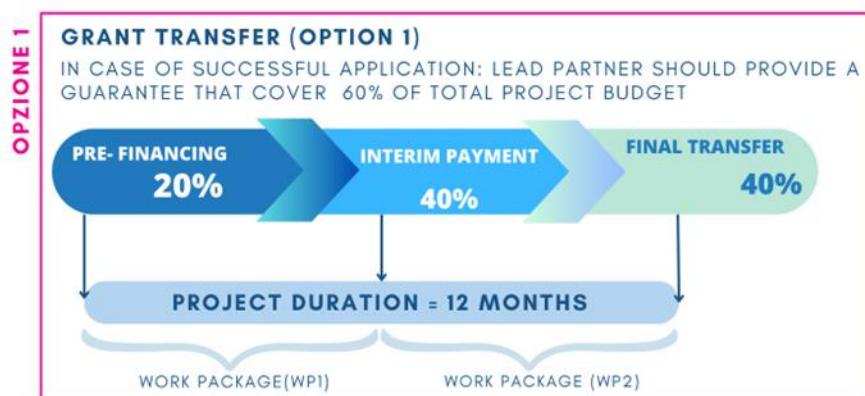 OPZIONE 1
GRANT TRANSFER (OPTION 1)
IN CASE OF SUCCESSFUL APPLICATION: LEAD PARTNER SHOULD PROVIDE A
GUARANTEE THAT COVER 60% OF TOTAL PROJECT BUDGET
PRE- FINANCING
20%
INTERIM PAYMENT
40%
FINAL TRANSFER
40%
PROJECT DURATION = 12 MONTHS
WORK PACKAGE(WP1)
WORK PACKAGE (WP2)